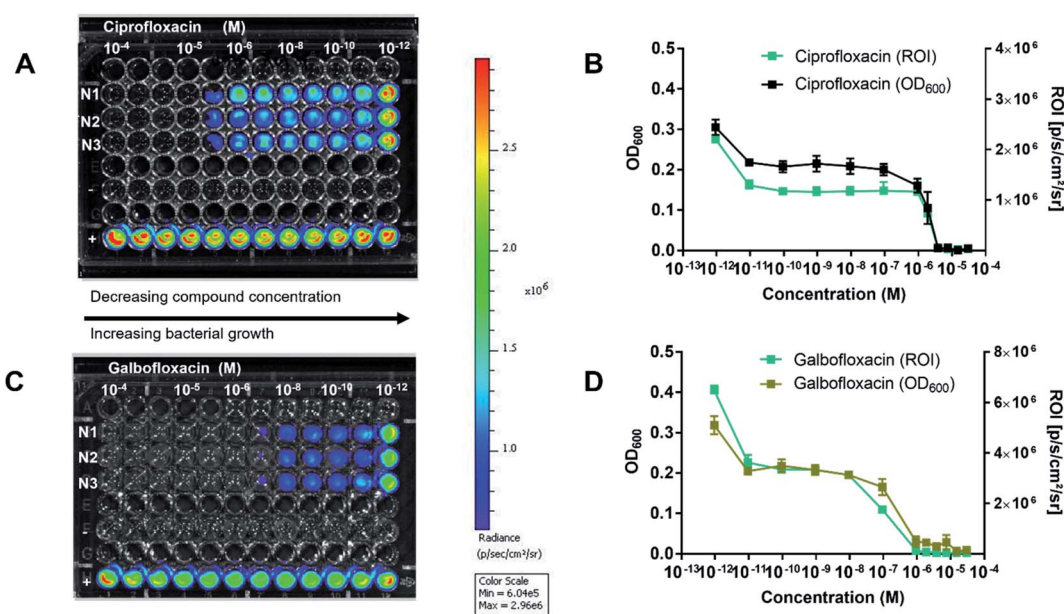 A
Ciprofloxacin (M)
10⁻⁴ 10⁻⁵ 10⁻⁶ 10⁻⁸ 10⁻¹⁰ 10⁻¹²
N1
N2
N3
-
+
Decreasing compound concentration
Increasing bacterial growth
C
Galbofloxacin (M)
10⁻⁴ 10⁻⁵ 10⁻⁸ 10⁻¹⁰ 10⁻¹²
N1
N2
N3
-
+
3.0
2.5
2.0
x10⁶
1.5
1.0
Radiance
(p/sec/cm²/sr)
Color Scale
Min = 6.04e5
Max = 2.96e6
B
Ciprofloxacin (ROI)
Ciprofloxacin (OD₆₀₀)
0.5
0.4
0.3
0.2
0.1
0.0
OD₆₀₀
4×10⁶
3×10⁶
2×10⁶
1×10⁶
0
ROI [p/s/cm²/sr]
10⁻¹³ 10⁻¹² 10⁻¹¹ 10⁻¹⁰ 10⁻⁹ 10⁻⁸ 10⁻⁷ 10⁻⁶ 10⁻⁵ 10⁻⁴
Concentration (M)
D
Galbofloxacin (ROI)
Galbofloxacin (OD₆₀₀)
0.5
0.4
0.3
0.2
0.1
0.0
OD₆₀₀
8×10⁶
6×10⁶
4×10⁶
2×10⁶
0
ROI [p/s/cm²/sr]
10⁻¹³ 10⁻¹² 10⁻¹¹ 10⁻¹⁰ 10⁻⁹ 10⁻⁸ 10⁻⁷ 10⁻⁶ 10⁻⁵ 10⁻⁴
Concentration (M)